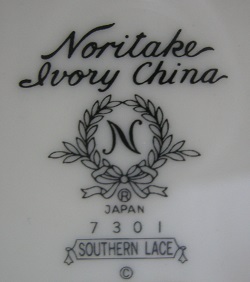 Noritake
Ivory China
N
®
JAPAN
7301
SOUTHERN LACE
©